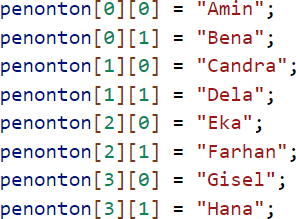 penonton[0][0] = "Amin";
penonton[0][1] = "Bena";
penonton[1][0] = "Candra";
penonton[1][1] = "Dela";
penonton[2][0] = "Eka";
penonton[2][1] = "Farhan";
penonton[3][0] = "Gisel";
penonton[3][1] = "Hana";